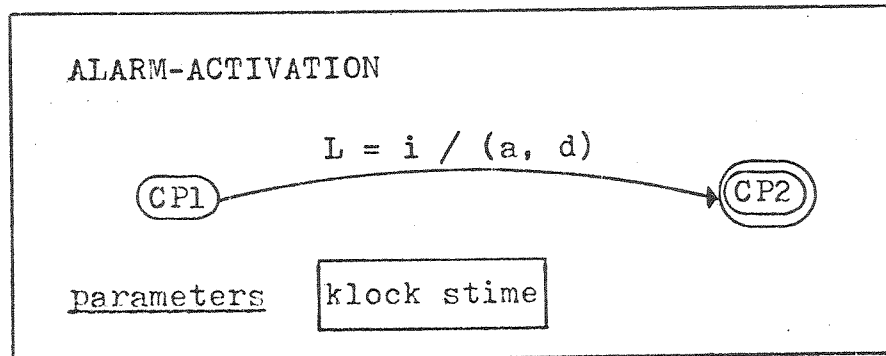 ALARM-ACTIVATION
L = i / (a, d)
CP1 CP2
parameters klock stime